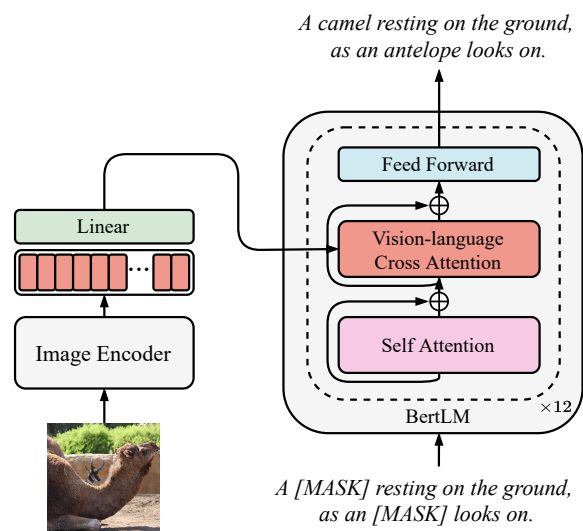 A camel resting on the ground,
as an antelope looks on.
Feed Forward
Linear
Vision-language
Cross Attention
Image Encoder
Self Attention
×12
BertLM
A [MASK] resting on the ground,
as an [MASK] looks on.